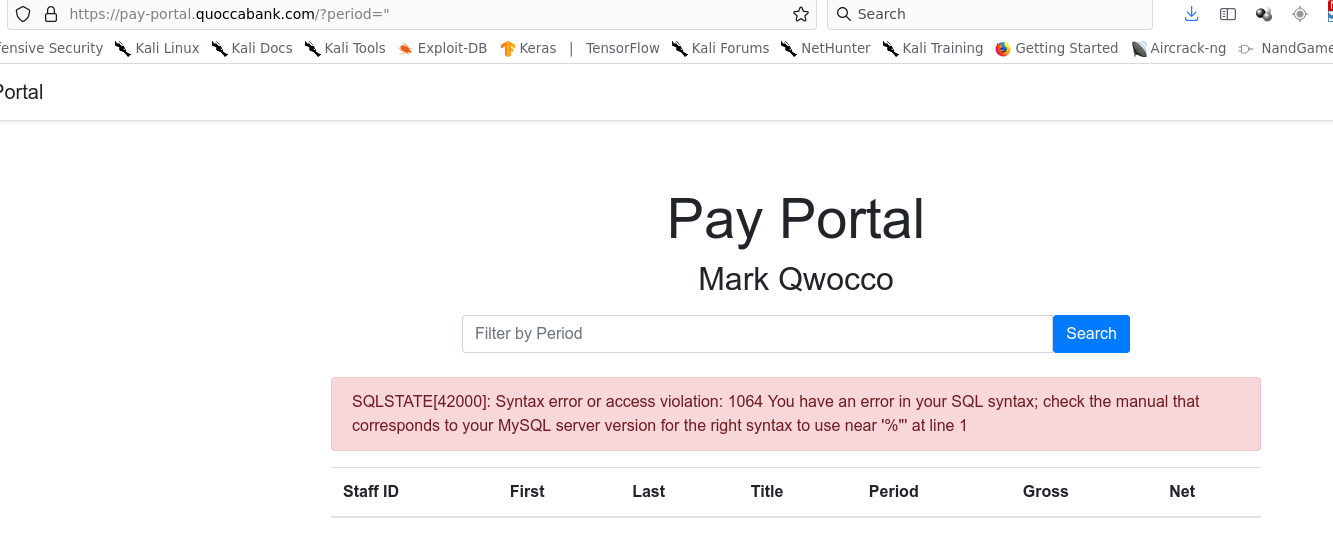 https://pay-portal.quoccabank.com/?period="
Search
fensive Security Kali Linux Kali Docs Kali Tools Exploit-DB Keras | TensorFlow Kali Forums NetHunter Kali Training Getting Started Aircrack-ng NandGame
Portal
Pay Portal
Mark Qwocco
Filter by Period Search
SQLSTATE[42000]: Syntax error or access violation: 1064 You have an error in your SQL syntax; check the manual that
corresponds to your MySQL server version for the right syntax to use near '%"' at line 1
Staff ID First Last Title Period Gross Net